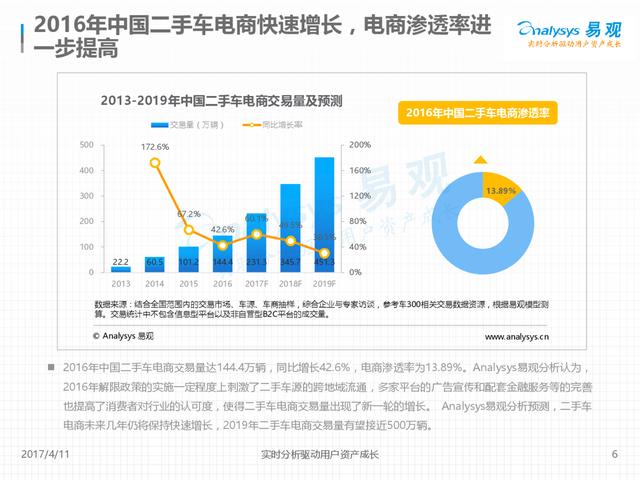 2016年中国二手车电商快速增长，电商渗透率进
一步提高
analysys 易观
实时分析驱动用户资产成长
2013-2019年中国二手车电商交易量及预测
交易量（万辆） 同比增长率
2016年中国二手车电商渗透率
500 400 300 200 100 0
200% 160% 120% 80% 40% 0%
172.6% 67.2% 42.6% 60.1% 49.5% 30.5%
22.2 60.5 101.2 144.4 231.3 345.7 451.3
2013 2014 2015 2016 2017F 2018F 2019F
13.89%
analysys 易观
数据来源：结合全国范围内的交易市场、车源、车商抽样，综合企业与专家访谈，参考车300相关交易数据资源，根据易观模型测
算。交易统计中不包含信息型平台以及非自营型B2C平台的成交量。
© Analysys 易观 www.analysys.cn
2016年中国二手车电商交易量达144.4万辆，同比增长42.6%，电商渗透率为13.89%。Analysys易观分析认为，
2016年解限政策的实施一定程度上刺激了二手车源的跨地域流通，多家平台的广告宣传和配套金融服务等的完善
也提高了消费者对行业的认可度，使得二手车电商交易量出现了新一轮的增长。 Analysys易观分析预测，二手车
电商未来几年仍将保持快速增长，2019年二手车电商交易量有望接近500万辆。
2017/4/11 实时分析驱动用户资产成长 6